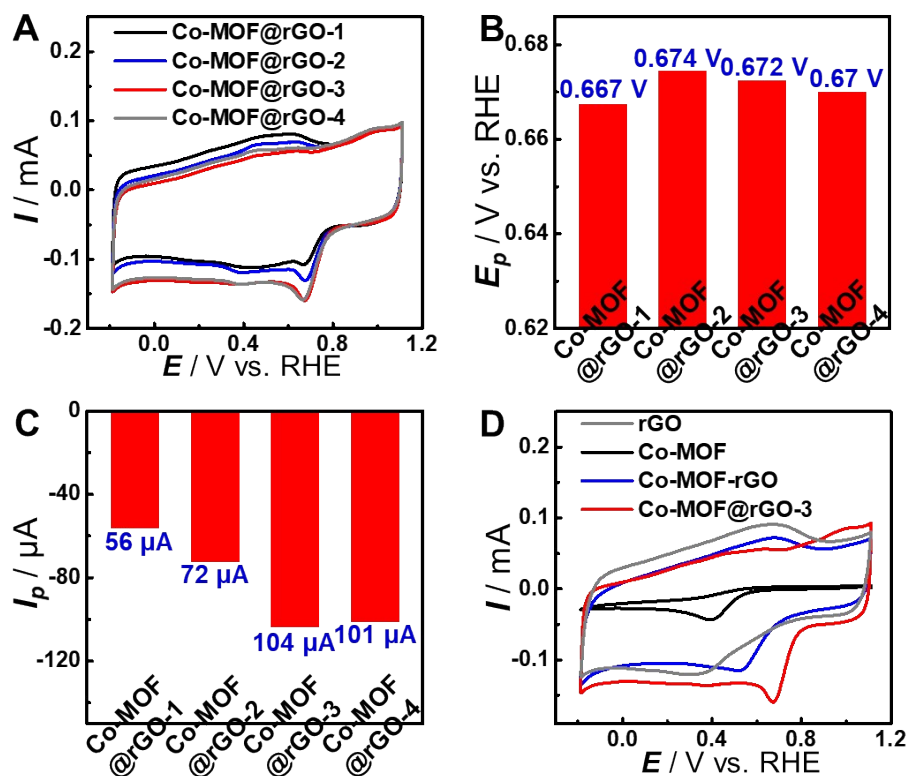 A
Co-MOF@rGO-1
Co-MOF@rGO-2
Co-MOF@rGO-3
Co-MOF@rGO-4
0.2
0.1
0.0
-0.1
-0.2
I / mA
0.0
0.4
0.8
1.2
E / V vs. RHE
B
0.68
0.66
0.64
0.62
Ep / V vs. RHE
0.667 V
0.674 V
0.672 V
0.67 V
Co-MOF
@rGO-1
Co-MOF
@rGO-2
Co-MOF
@rGO-3
Co-MOF
@rGO-4
C
0
-40
-80
-120
Ip / μA
56 μA
72 μA
104 μA
101 μA
Co-MOF
@rGO-1
Co-MOF
@rGO-2
Co-MOF
@rGO-3
Co-MOF
@rGO-4
D
rGO
Co-MOF
Co-MOF-rGO
Co-MOF@rGO-3
0.2
0.1
0.0
-0.1
I / mA
0.0
0.4
0.8
1.2
E / V vs. RHE